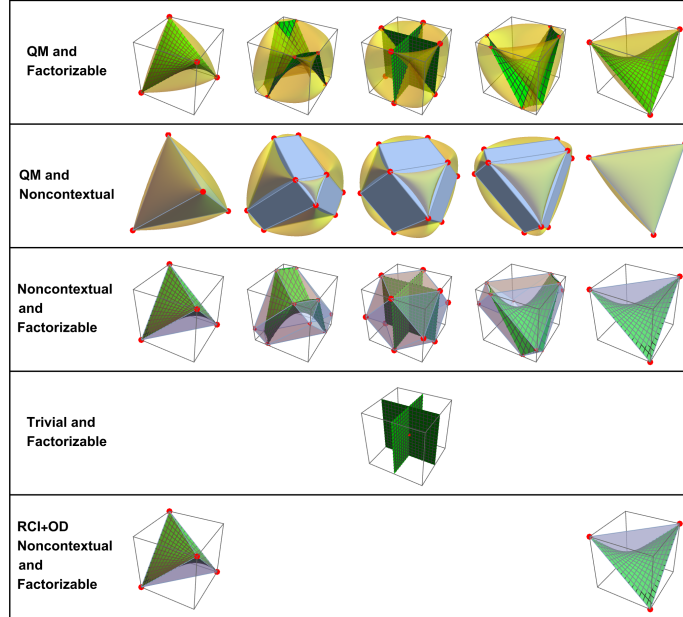 QM and
Factorizable
QM and
Noncontextual
Noncontextual
and
Factorizable
Trivial and
Factorizable
RCI+OD
Noncontextual
and
Factorizable